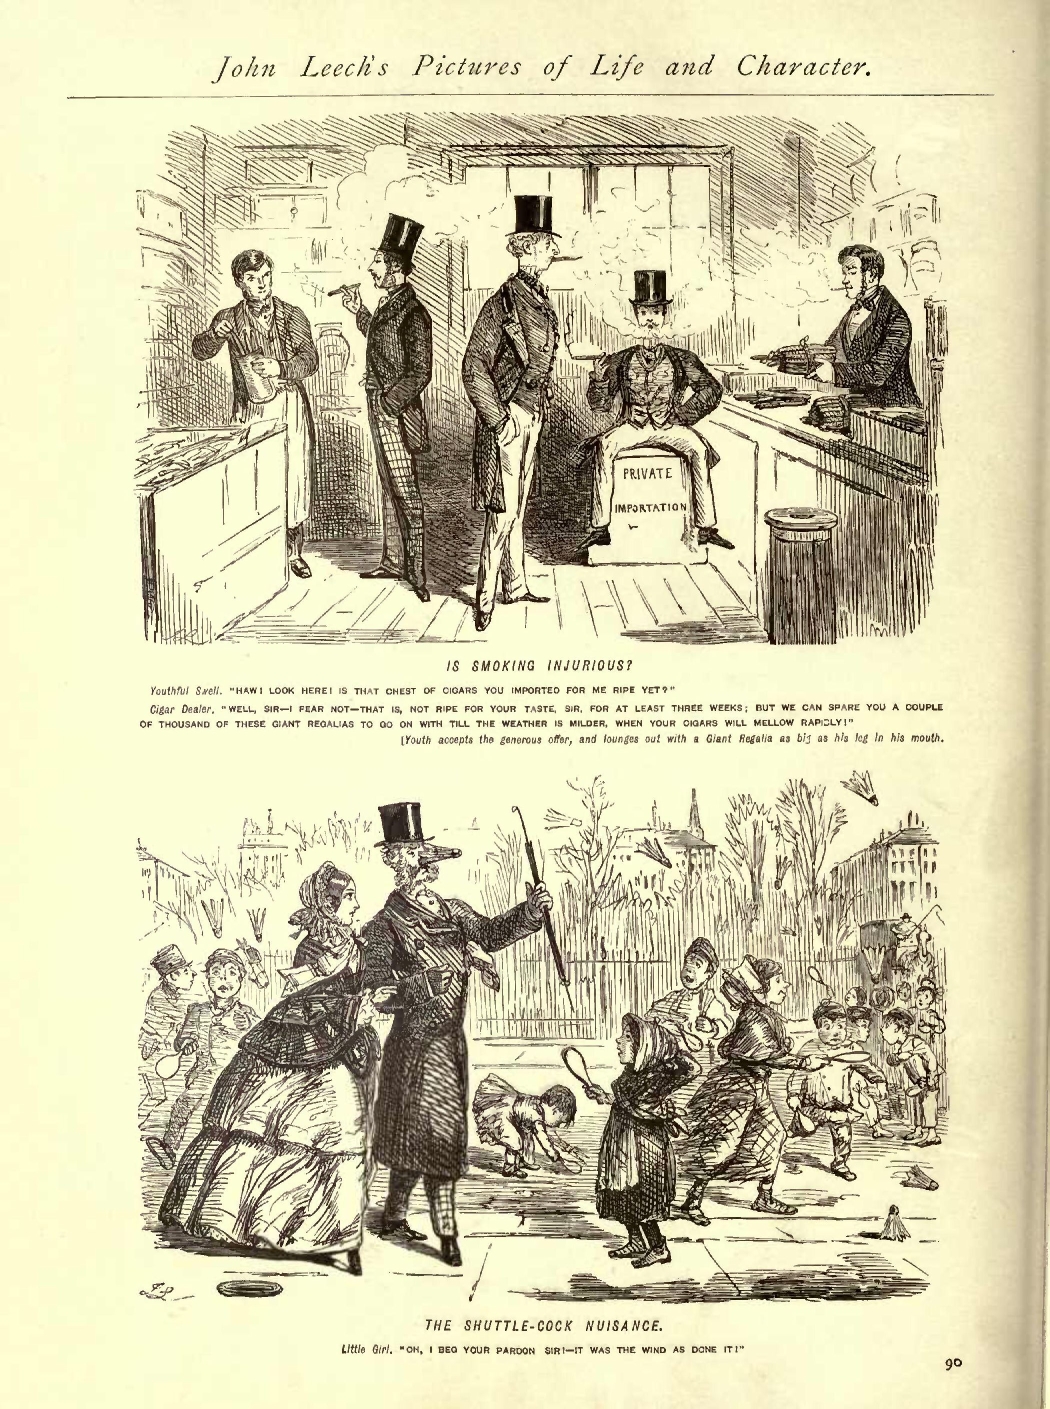 John Leech's Pictures of Life and Character.
PRIVATE
IMPORTATION
IS SMOKING INJURIOUS?
Youthful Swell. "HAW! LOOK HERE! IS THAT CHEST OF CIGARS YOU IMPORTED FOR ME RIPE YET?"
Cigar Dealer. "WELL, SIR—I FEAR NOT—THAT IS, NOT RIPE FOR YOUR TASTE, SIR, FOR AT LEAST THREE WEEKS; BUT WE CAN SPARE YOU A COUPLE
OF THOUSAND OF THESE GIANT REGALIAS TO GO ON WITH TILL THE WEATHER IS MILDER, WHEN YOUR CIGARS WILL MELLOW RAPIDLY!"
[Youth accepts the generous offer, and lounges out with a Giant Regalia as big as his leg in his mouth.
THE SHUTTLE-COCK NUISANCE.
Little Girl. "OH, I BEG YOUR PARDON SIR!—IT WAS THE WIND AS DONE IT!"
90